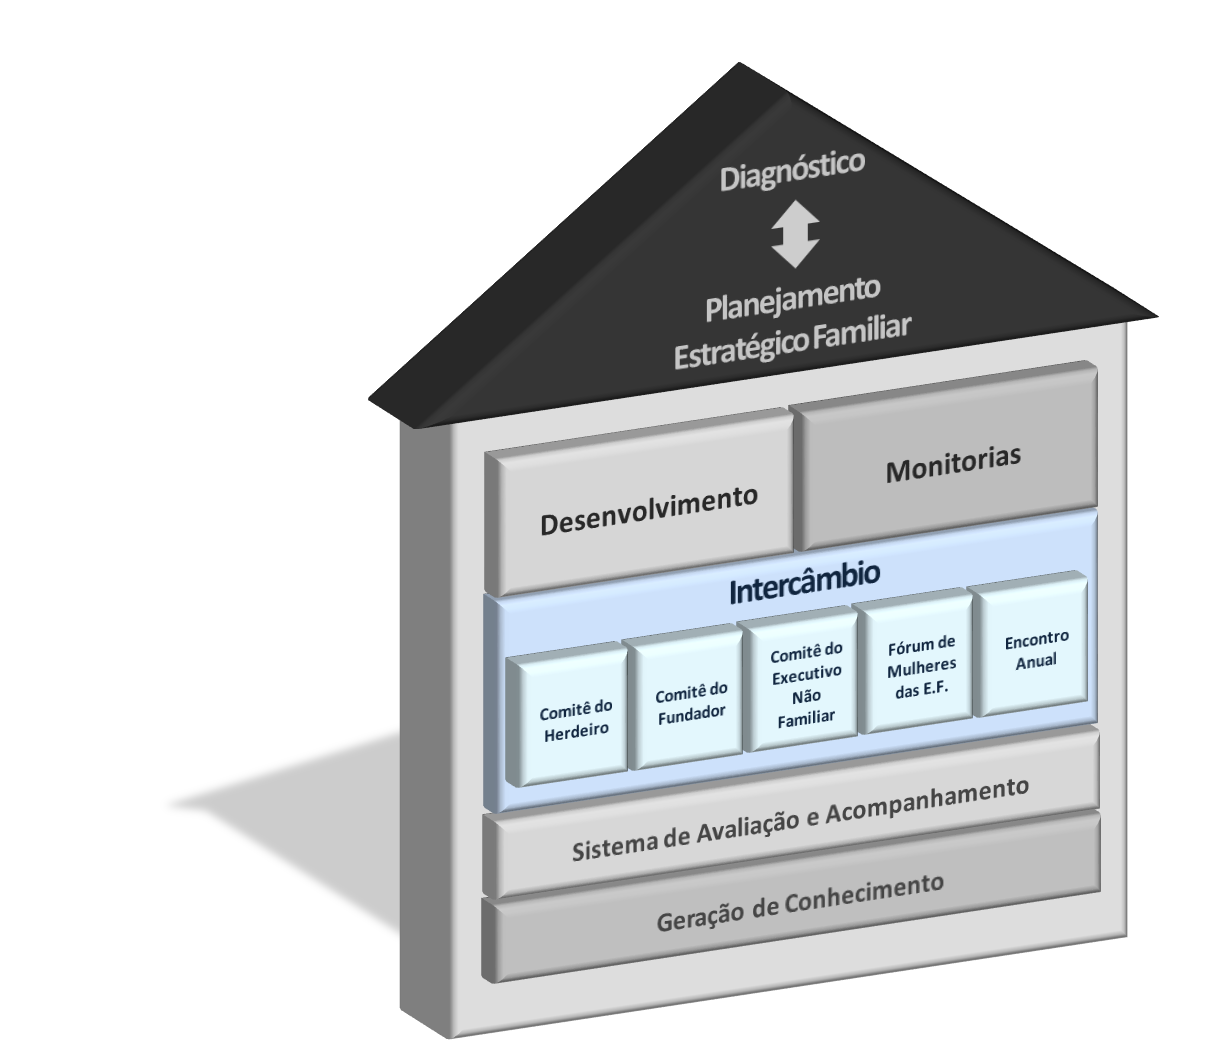 Diagnóstico
Planejamento
Estratégico Familiar
Desenvolvimento
Monitorias
Intercâmbio
Comitê do
Herdeiro
Comitê do
Fundador
Comitê do
Executivo
Não
Familiar
Fórum de
Mulheres
das E.F.
Encontro
Anual
Sistema de Avaliação e Acompanhamento
Geração de Conhecimento